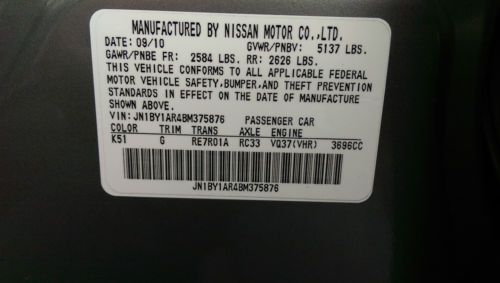 MANUFACTURED BY NISSAN MOTOR CO.,LTD.
DATE: 09/10 GVWR/PNBV: 5137 LBS.
GAWR/PNBE FR: 2584 LBS. RR: 2626 LBS.
THIS VEHICLE CONFORMS TO ALL APPLICABLE FEDERAL
MOTOR VEHICLE SAFETY,BUMPER,AND THEFT PREVENTION
STANDARDS IN EFFECT ON THE DATE OF MANUFACTURE
SHOWN ABOVE.
VIN: JN1BY1AR4BM375876 PASSENGER CAR
COLOR TRIM TRANS AXLE ENGINE
K51 G RE7R01A RC33 VQ37(VHR) 3696CC
JN1BY1AR4BM375876